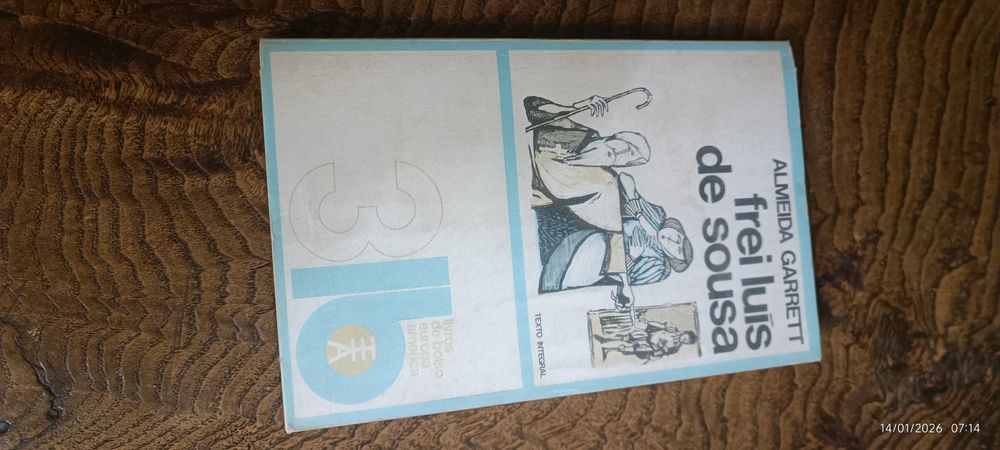 ALMEIDA GARRETT
frei luís
de sousa
TEXTO INTEGRAL
3
b
EA
livros
de bolso
europa
américa
14/01/2026 07:14